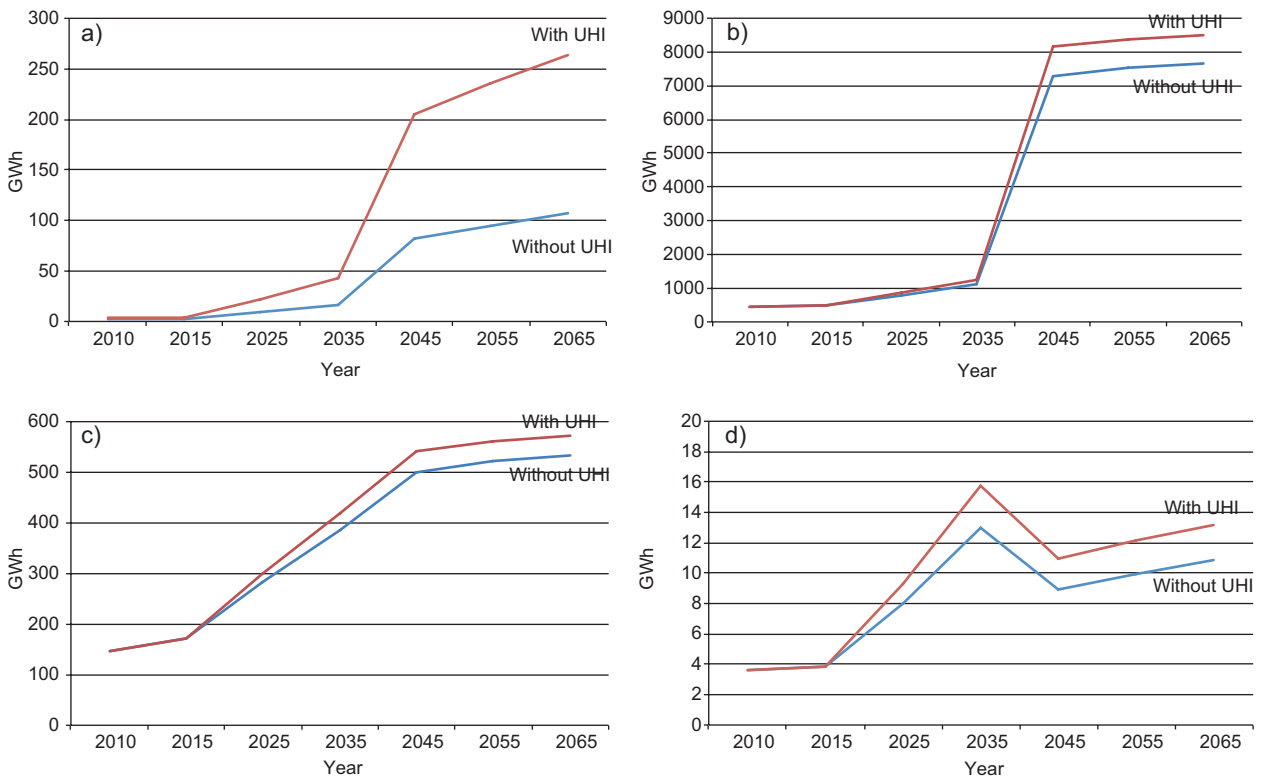 a)
300
250
200
150
100
50
0
GWh
With UHI
Without UHI
2010 2015 2025 2035 2045 2055 2065
Year
b)
9000
8000
7000
6000
5000
4000
3000
2000
1000
0
GWh
With UHI
Without UHI
2010 2015 2025 2035 2045 2055 2065
Year
c)
600
500
400
300
200
100
0
GWh
With UHI
Without UHI
2010 2015 2025 2035 2045 2055 2065
Year
d)
20
18
16
14
12
10
8
6
4
2
0
GWh
With UHI
Without UHI
2010 2015 2025 2035 2045 2055 2065
Year